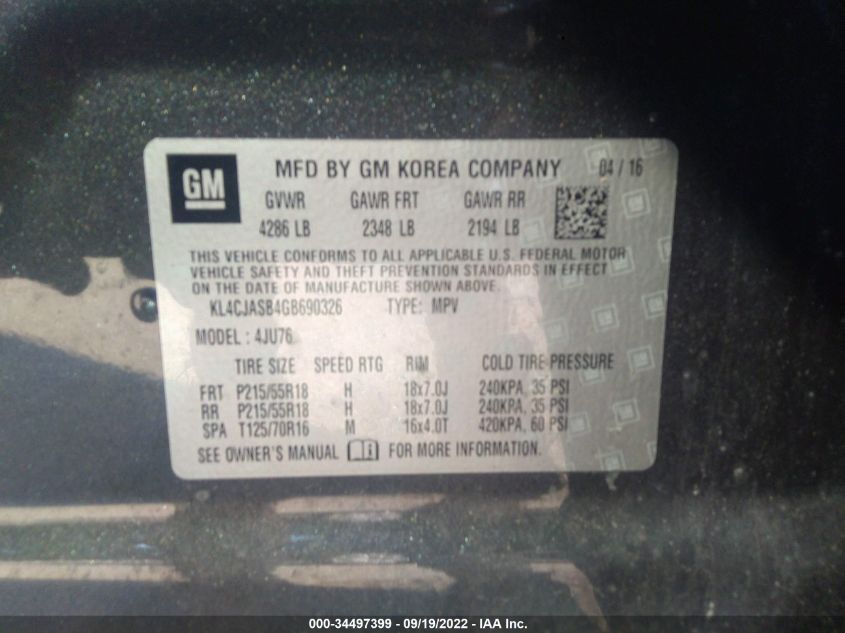 GM
MFD BY GM KOREA COMPANY 04 / 16
GVWR GAWR FRT GAWR RR
4286 LB 2348 LB 2194 LB
THIS VEHICLE CONFORMS TO ALL APPLICABLE U.S. FEDERAL MOTOR
VEHICLE SAFETY AND THEFT PREVENTION STANDARDS IN EFFECT
ON THE DATE OF MANUFACTURE SHOWN ABOVE.
KL4CJASB4GB690326 TYPE: MPV
MODEL : 4JU76
TIRE SIZE SPEED RTG RIM COLD TIRE PRESSURE
FRT P215/55R18 H 18x7.0J 240KPA, 35 PSI
RR P215/55R18 H 18x7.0J 240KPA, 35 PSI
SPA T125/70R16 M 16x4.0T 420KPA, 60 PSI
SEE OWNER'S MANUAL FOR MORE INFORMATION.
000-34497399 - 09/19/2022 - IAA Inc.